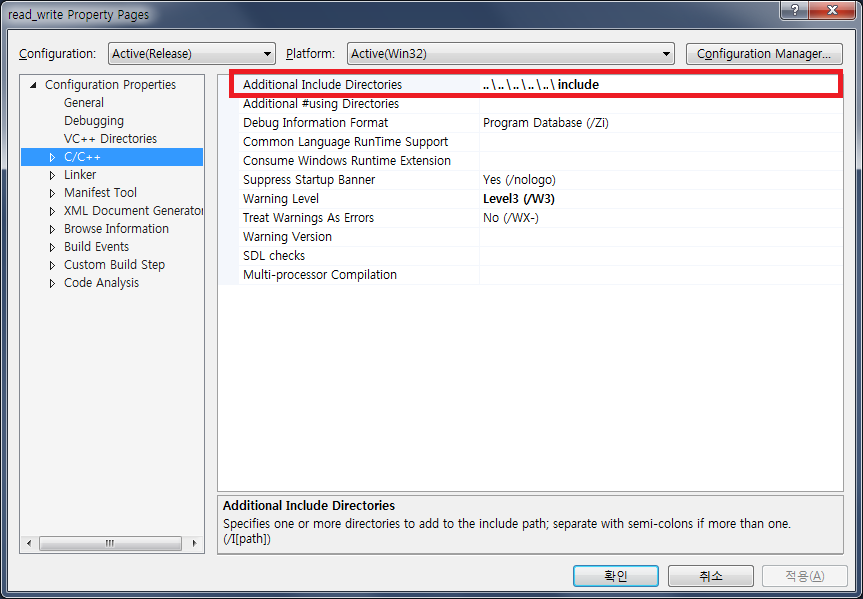 read_write Property Pages
?
Configuration: Active(Release) Platform: Active(Win32) Configuration Manager...
Configuration Properties
General
Debugging
VC++ Directories
C/C++
Linker
Manifest Tool
XML Document Generator
Browse Information
Build Events
Custom Build Step
Code Analysis
Additional Include Directories ..\..\..\..\..\include
Additional #using Directories
Debug Information Format Program Database (/Zi)
Common Language RunTime Support
Consume Windows Runtime Extension
Suppress Startup Banner Yes (/nologo)
Warning Level Level3 (/W3)
Treat Warnings As Errors No (/WX-)
Warning Version
SDL checks
Multi-processor Compilation
Additional Include Directories
Specifies one or more directories to add to the include path; separate with semi-colons if more than one.
(/I[path])
확인 취소 적용(A)